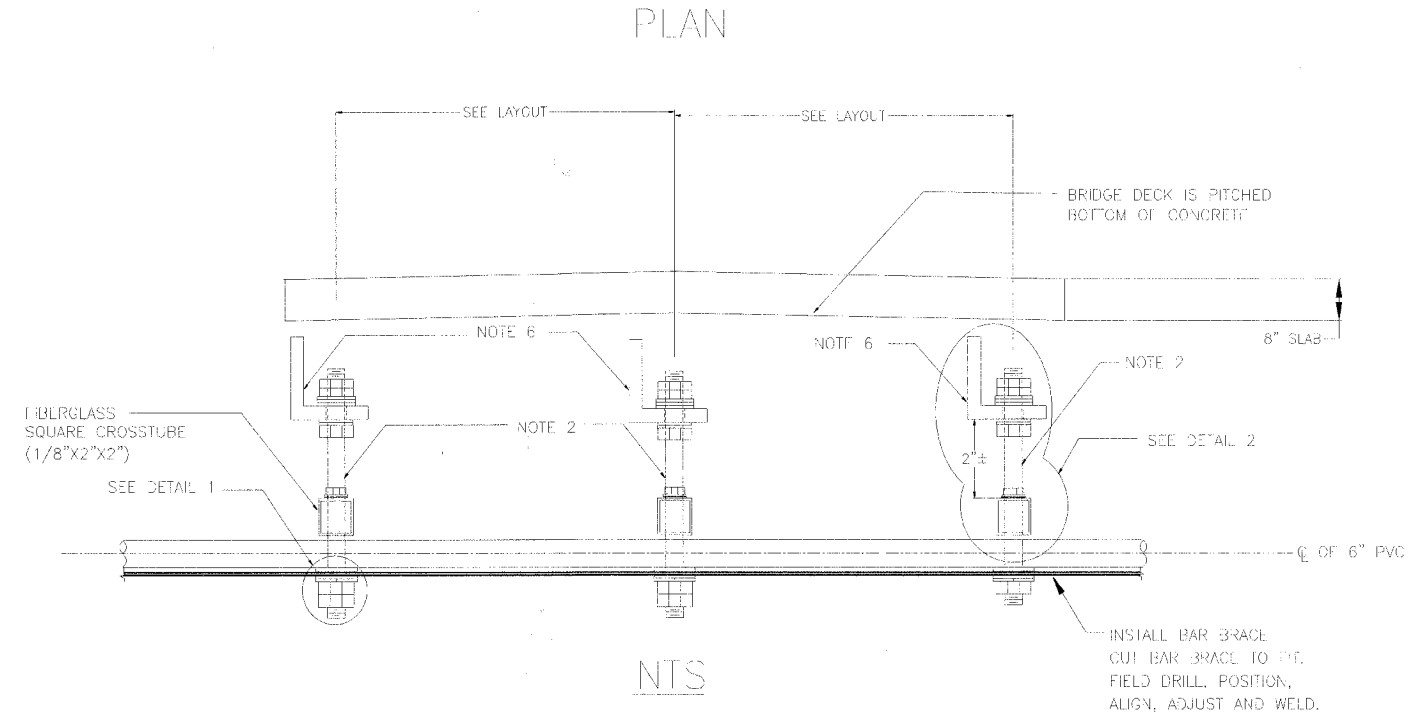 PLAN
SEE LAYOUT
SEE LAYOUT
BRIDGE DECK IS PITCHED
BOTTOM OF CONCRETE
8" SLAB
NOTE 6
NOTE 6
NOTE 2
FIBERGLASS
SQUARE CROSSTUBE
(1/8"X2"X2")
NOTE 2
SEE DETAIL 2
2"±
SEE DETAIL 1
℄ OF 6" PVC
INSTALL BAR BRACE
CUT BAR BRACE TO FIT.
FIELD DRILL, POSITION,
ALIGN, ADJUST AND WELD.
NTS